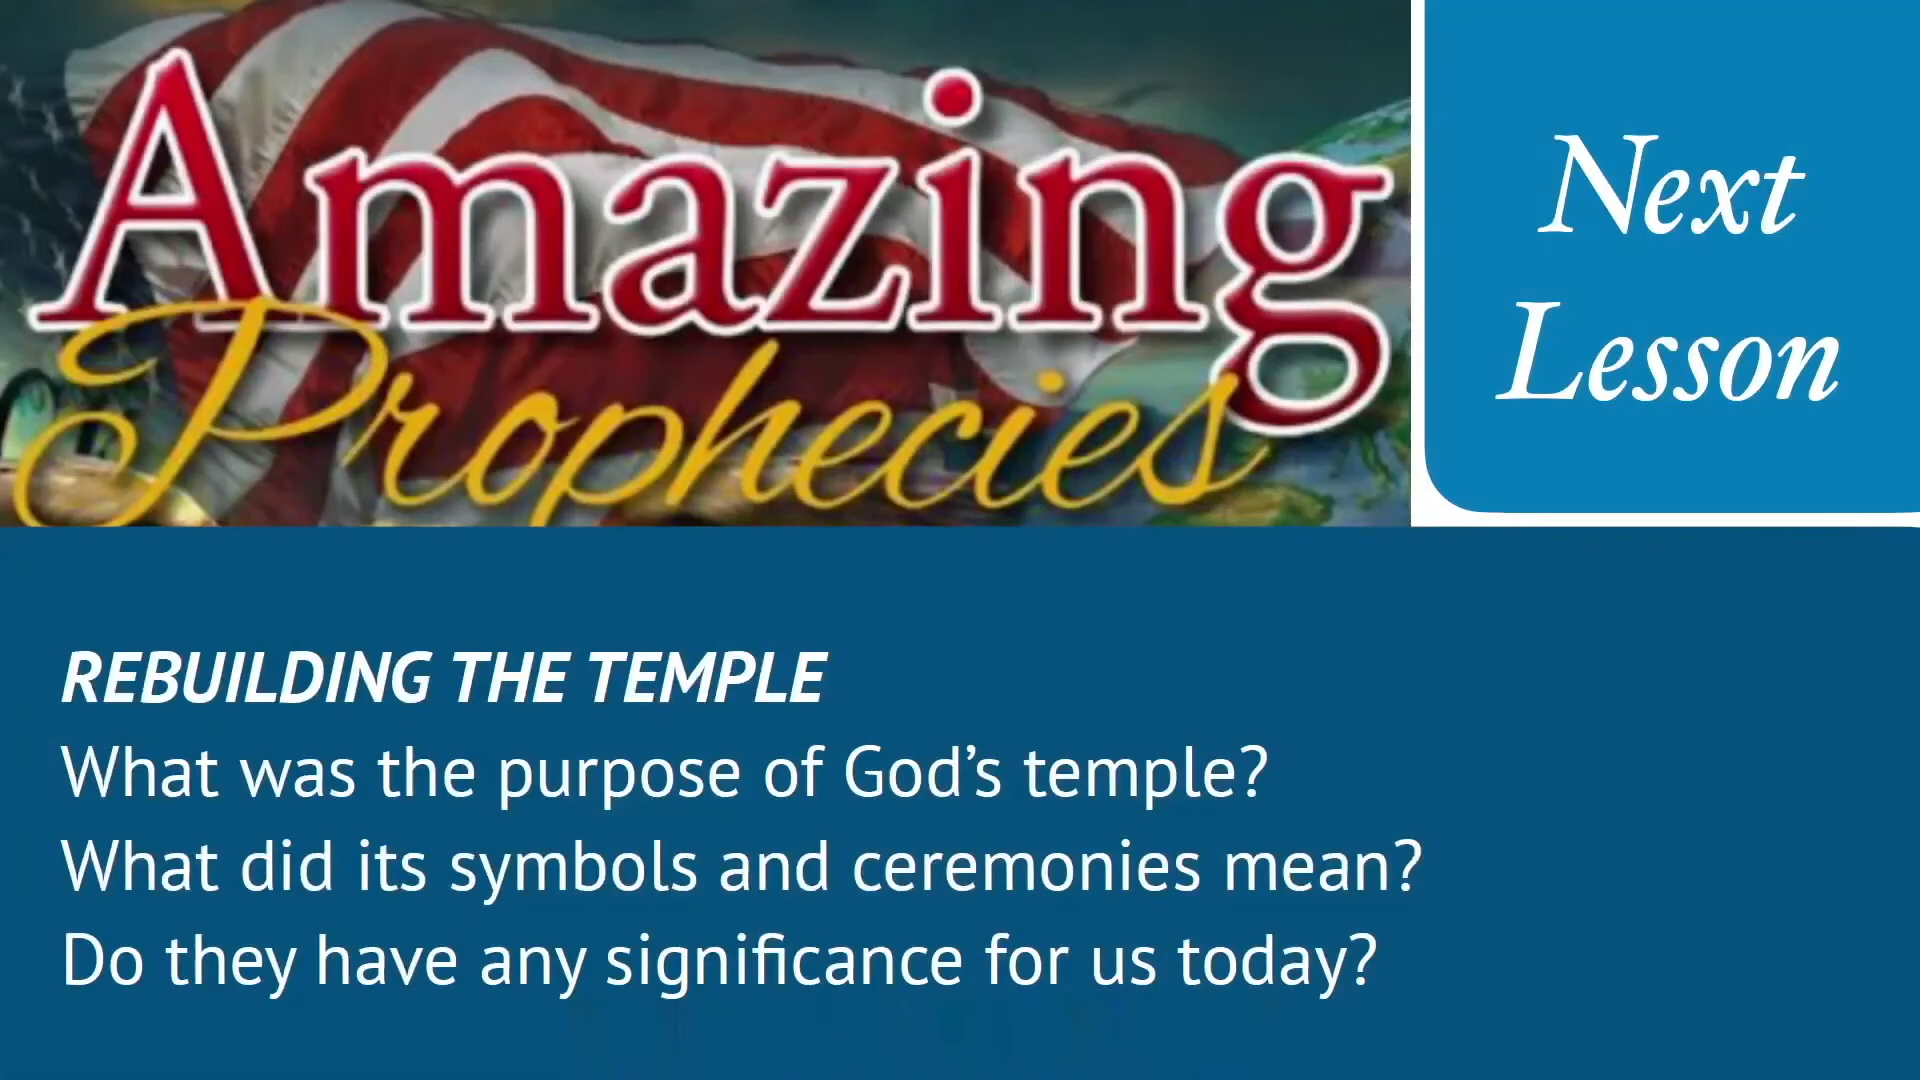 Amazing
Prophecies
Next
Lesson
REBUILDING THE TEMPLE
What was the purpose of God’s temple?
What did its symbols and ceremonies mean?
Do they have any significance for us today?